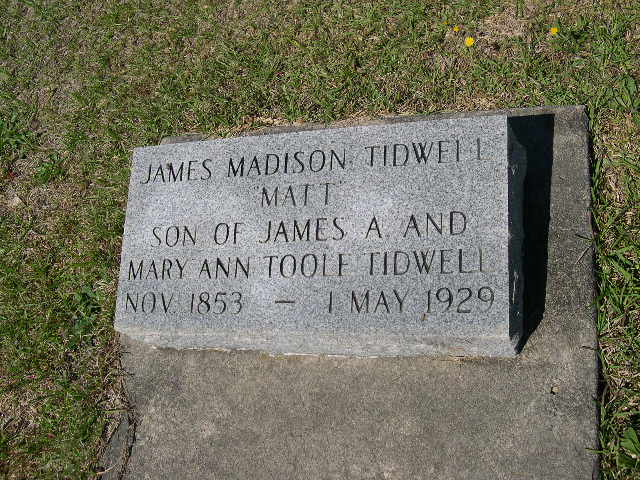 JAMES MADISON TIDWELL
"MATT"
SON OF JAMES A AND
MARY ANN TOOLE TIDWELL
NOV. 1853 – 1 MAY 1929